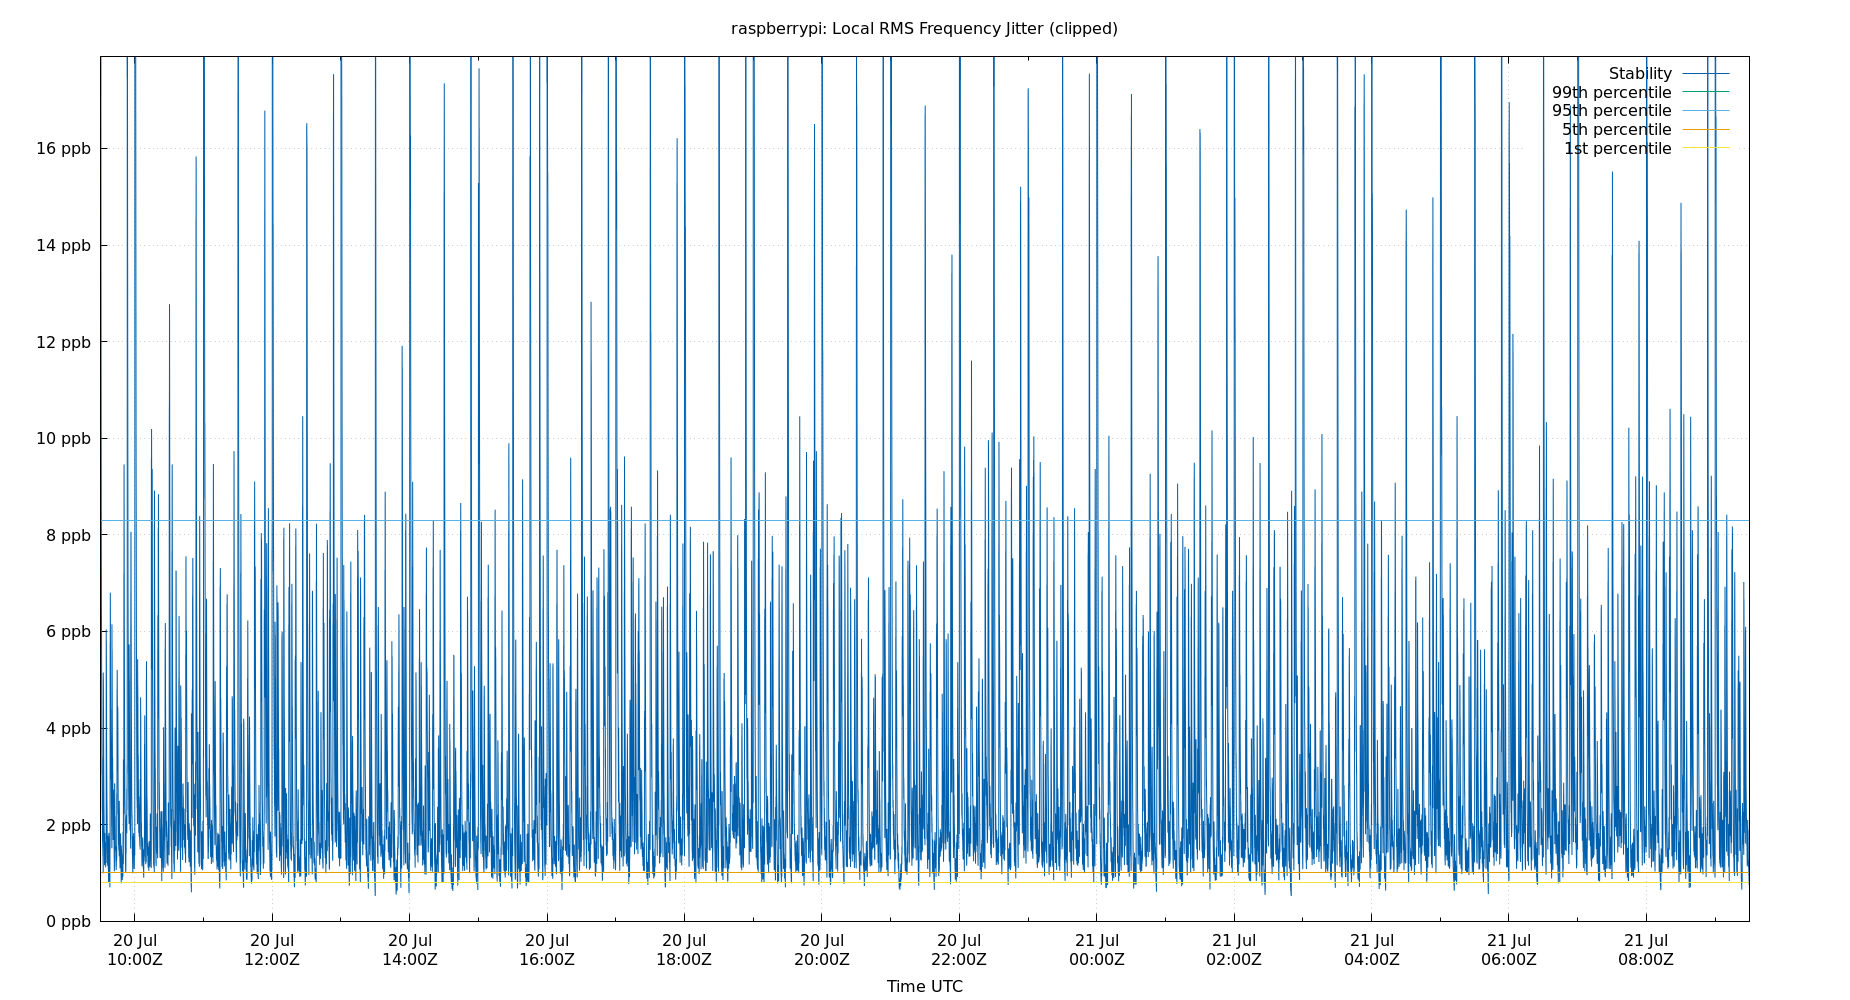 raspberrypi: Local RMS Frequency Jitter (clipped)
Stability
99th percentile
95th percentile
5th percentile
1st percentile
16 ppb
14 ppb
12 ppb
10 ppb
8 ppb
6 ppb
4 ppb
2 ppb
0 ppb
20 Jul 20 Jul 20 Jul 20 Jul 20 Jul 20 Jul 20 Jul 21 Jul 21 Jul 21 Jul 21 Jul 21 Jul
10:00Z 12:00Z 14:00Z 16:00Z 18:00Z 20:00Z 22:00Z 00:00Z 02:00Z 04:00Z 06:00Z 08:00Z
Time UTC